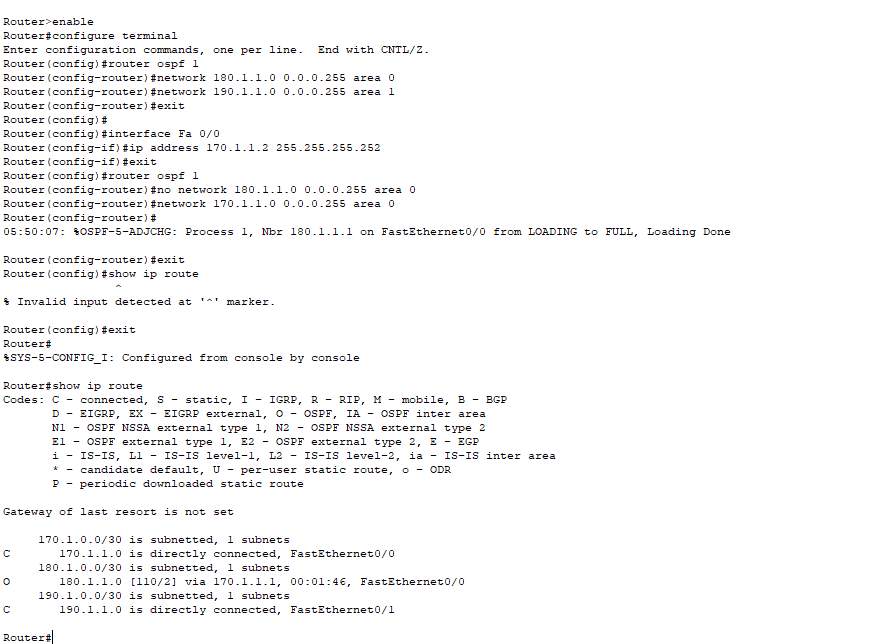 Router>enable
Router#configure terminal
Enter configuration commands, one per line.  End with CNTL/Z.
Router(config)#router ospf 1
Router(config-router)#network 180.1.1.0 0.0.0.255 area 0
Router(config-router)#network 190.1.1.0 0.0.0.255 area 1
Router(config-router)#exit
Router(config)#
Router(config)#interface Fa 0/0
Router(config-if)#ip address 170.1.1.2 255.255.255.252
Router(config-if)#exit
Router(config)#router ospf 1
Router(config-router)#no network 180.1.1.0 0.0.0.255 area 0
Router(config-router)#network 170.1.1.0 0.0.0.255 area 0
Router(config-router)#
05:50:07: %OSPF-5-ADJCHG: Process 1, Nbr 180.1.1.1 on FastEthernet0/0 from LOADING to FULL, Loading Done
Router(config-router)#exit
Router(config)#show ip route
^
% Invalid input detected at '^' marker.
Router(config)#exit
Router#
%SYS-5-CONFIG_I: Configured from console by console
Router#show ip route
Codes: C - connected, S - static, I - IGRP, R - RIP, M - mobile, B - BGP
D - EIGRP, EX - EIGRP external, O - OSPF, IA - OSPF inter area
N1 - OSPF NSSA external type 1, N2 - OSPF NSSA external type 2
E1 - OSPF external type 1, E2 - OSPF external type 2, E - EGP
i - IS-IS, L1 - IS-IS level-1, L2 - IS-IS level-2, ia - IS-IS inter area
* - candidate default, U - per-user static route, o - ODR
P - periodic downloaded static route
Gateway of last resort is not set
170.1.0.0/30 is subnetted, 1 subnets
C       170.1.1.0 is directly connected, FastEthernet0/0
180.1.0.0/30 is subnetted, 1 subnets
O       180.1.1.0 [110/2] via 170.1.1.1, 00:01:46, FastEthernet0/0
190.1.0.0/30 is subnetted, 1 subnets
C       190.1.1.0 is directly connected, FastEthernet0/1
Router#